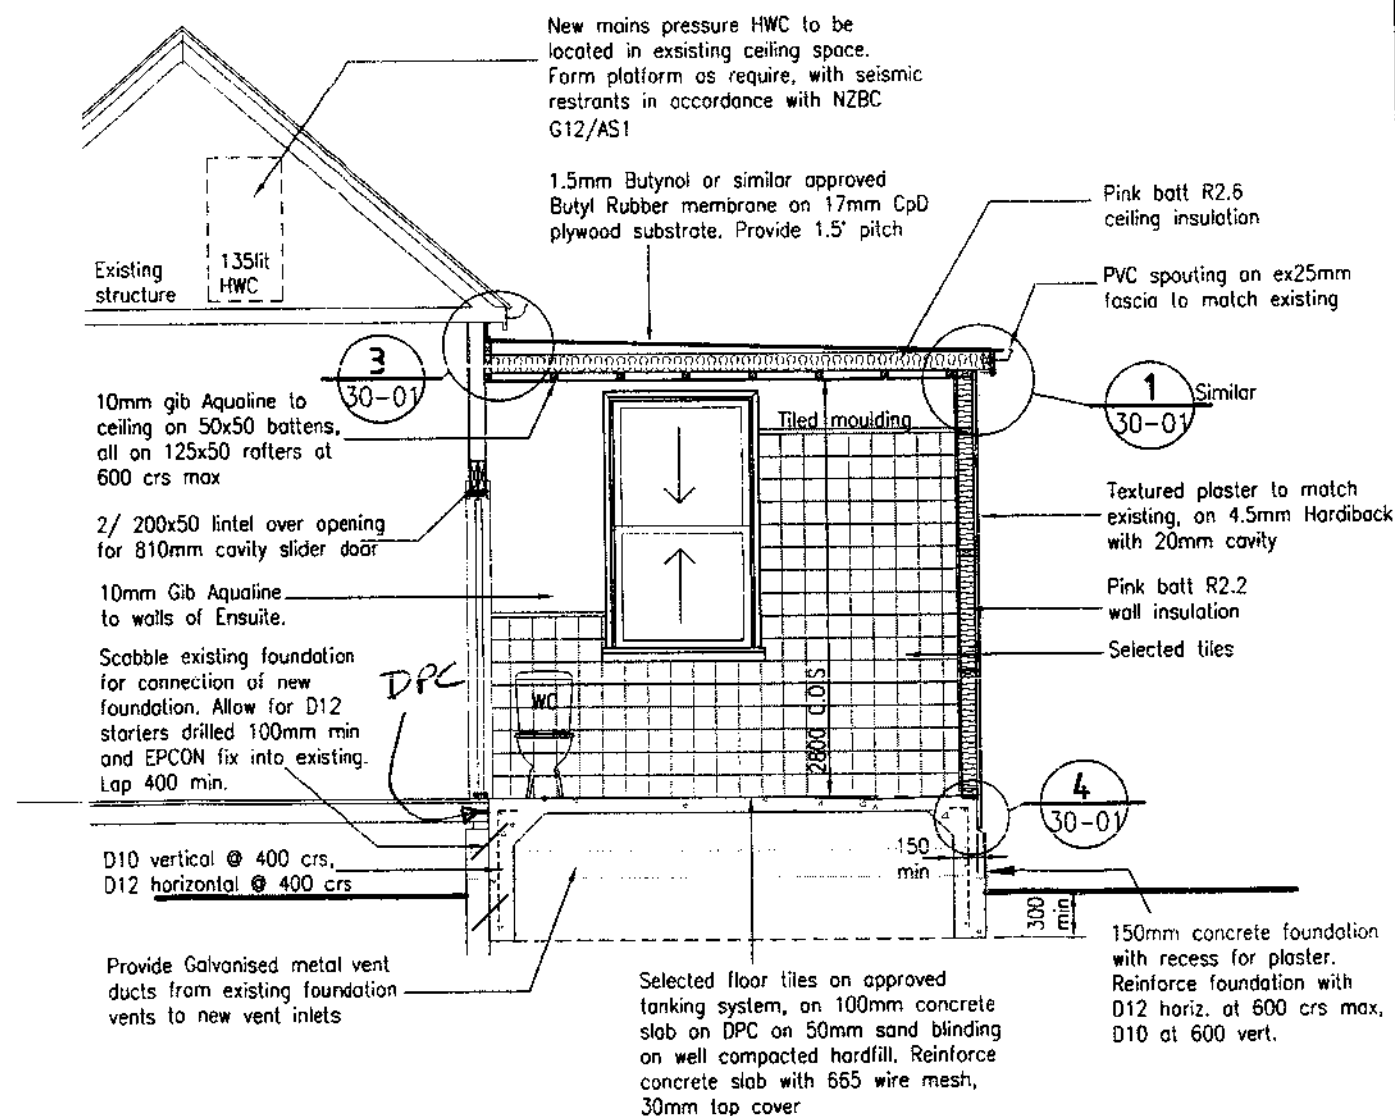 New mains pressure HWC to be
located in exsisting ceiling space.
Form platform as require, with seismic
restrants in accordance with NZBC
G12/AS1
1.5mm Butynol or similar approved
Butyl Rubber membrane on 17mm CpD
plywood substrate. Provide 1.5° pitch
Pink batt R2.6
ceiling insulation
PVC spouting on ex25mm
fascia to match existing
Existing
structure
135lit
HWC
3
30-01
1
30-01
Similar
10mm gib Aqualine to
ceiling on 50x50 battens,
all on 125x50 rafters at
600 crs max
Tiled moulding
2/ 200x50 lintel over opening
for 810mm cavity slider door
Textured plaster to match
existing, on 4.5mm Hardiback
with 20mm cavity
10mm Gib Aqualine
to walls of Ensuite.
Pink batt R2.2
wall insulation
Selected tiles
Scabble existing foundation
for connection of new
foundation. Allow for D12
starters drilled 100mm min
and EPCON fix into existing.
Lap 400 min.
DPC
WC
2800 C.O.S
4
30-01
D10 vertical @ 400 crs,
D12 horizontal @ 400 crs
150
min
300
min
Provide Galvanised metal vent
ducts from existing foundation
vents to new vent inlets
Selected floor tiles on approved
tanking system, on 100mm concrete
slab on DPC on 50mm sand blinding
on well compacted hardfill. Reinforce
concrete slab with 665 wire mesh,
30mm top cover
150mm concrete foundation
with recess for plaster.
Reinforce foundation with
D12 horiz. at 600 crs max,
D10 at 600 vert.